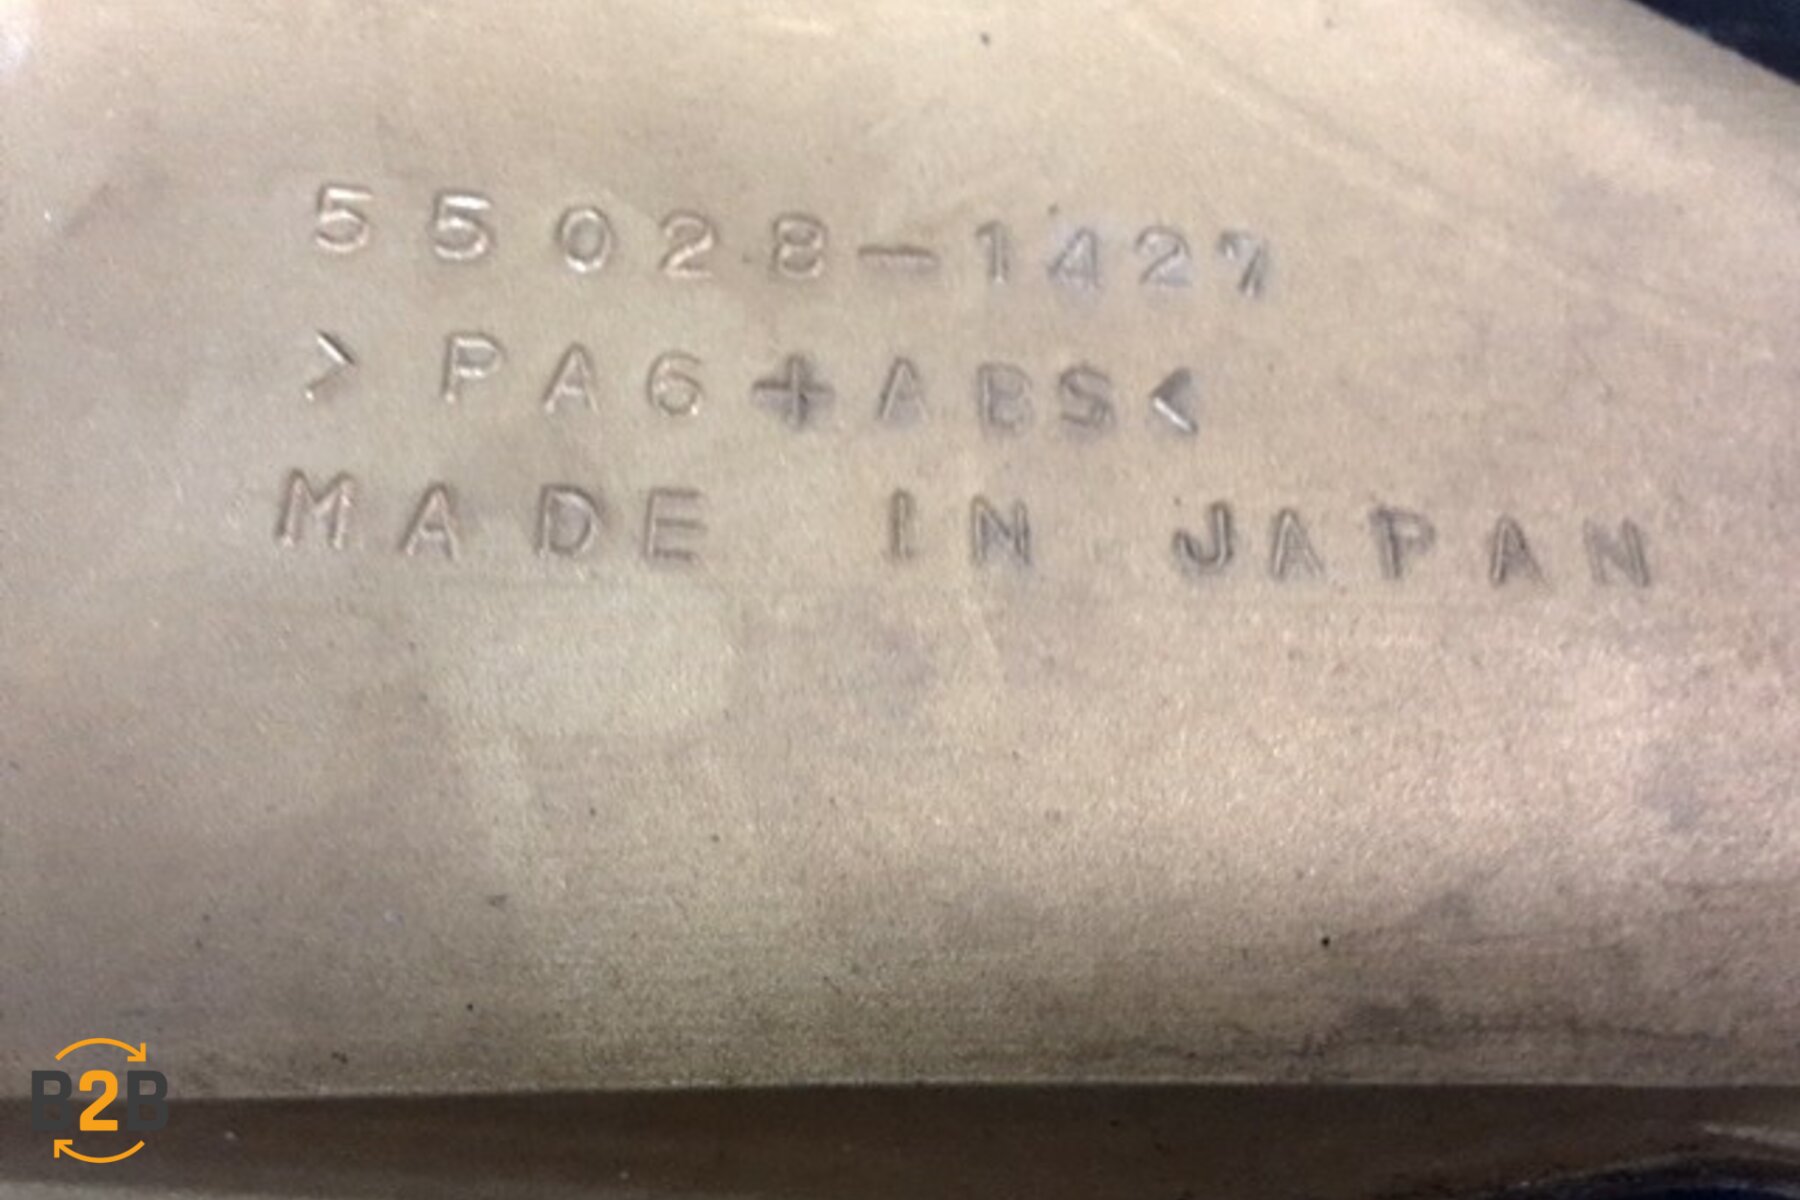 55028-1427
>PA6+ABS<
MADE IN JAPAN
B2B